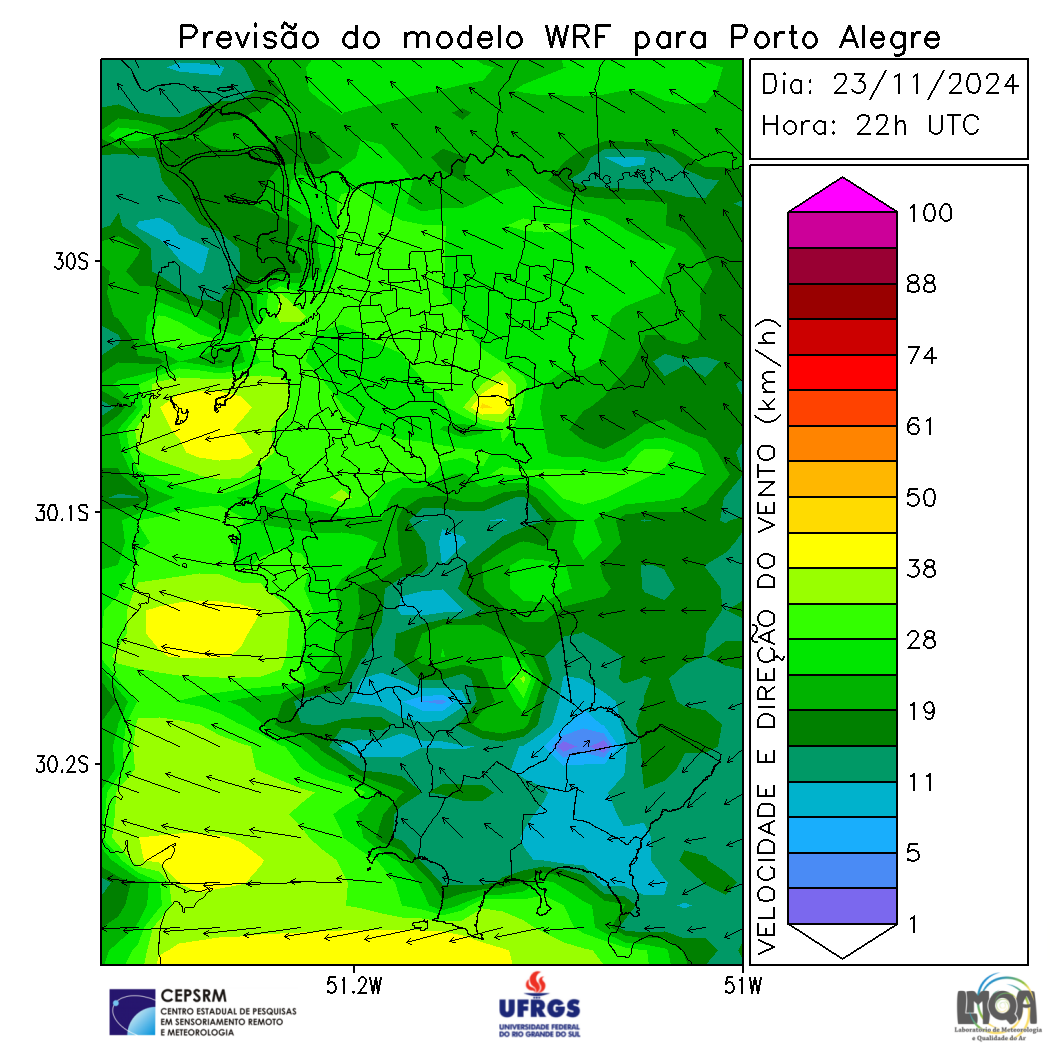 Previsão do modelo WRF para Porto Alegre
Dia: 23/11/2024
Hora: 22h UTC
30S
30.1S
30.2S
51.2W
51W
VELOCIDADE E DIREÇÃO DO VENTO (km/h)
100
88
74
61
50
38
28
19
11
5
1
CEPSRM
CENTRO ESTADUAL DE PESQUISAS
EM SENSORIAMENTO REMOTO
E METEOROLOGIA
UFRGS
UNIVERSIDADE FEDERAL
DO RIO GRANDE DO SUL
LMQA
Laboratório de Meteorologia
e Qualidade do Ar